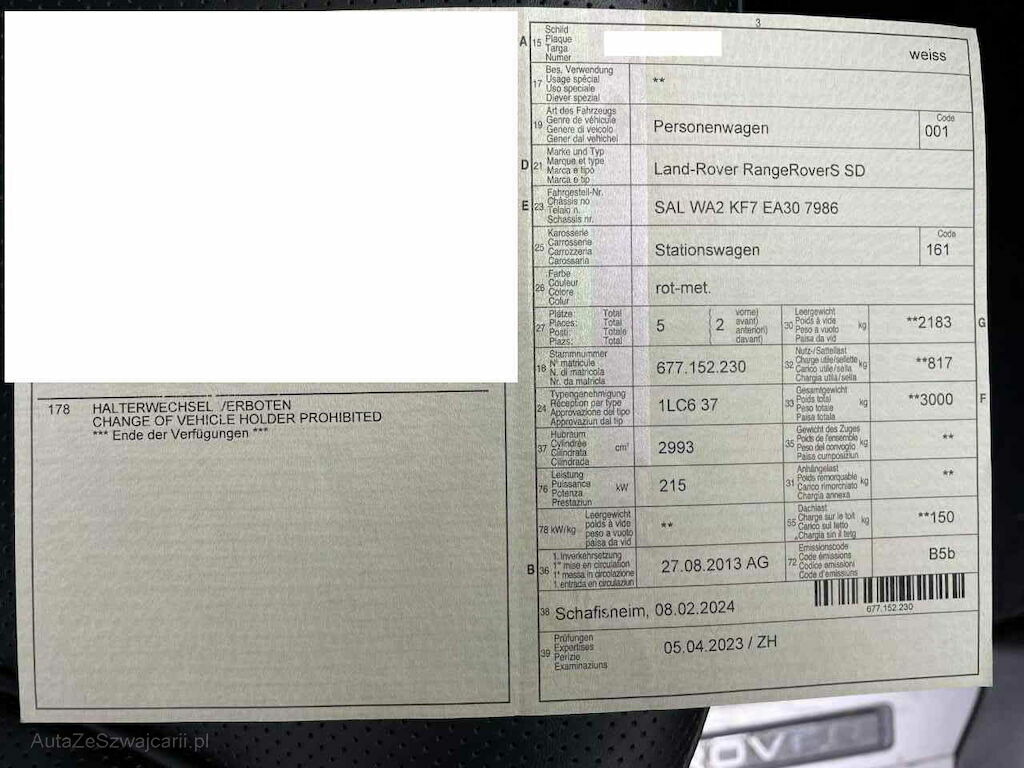 3
A
15
Schild
Plaque
Targa
Numer
weiss
17
Bes. Verwendung
Usage spécial
Uso speciale
Diever spezial
**
19
Art des Fahrzeugs
Genre de véhicule
Genere di veicolo
Gener dal vehichel
Personenwagen
Code
001
D
21
Marke und Typ
Marque et type
Marca e tipo
Marca e tip
Land-Rover RangeRoverS SD
E
23
Fahrgestell-Nr.
Châssis no
Telaio n.
Schassis nr.
SAL WA2 KF7 EA30 7986
25
Karosserie
Carrosserie
Carrozzeria
Carossaria
Stationswagen
Code
161
26
Farbe
Couleur
Colore
Colur
rot-met.
27
Plätze: Total
Places: Total
Posti: Totale
Plazs: Total
5
2
vorne)
avant)
anteriori)
davant)
30
Leergewicht
Poids à vide
Peso a vuoto
Paisa da vid
kg
**2183
G
18
Stammnummer
N° matricule
N. di matricola
Nr. da matricla
677.152.230
32
Nutz-/Sattellast
Charge utile/sellette
Carico utile/sella
Chargia utila/sella
kg
**817
24
Typengenehmigung
Réception par type
Approvazione del tipo
Approvaziun dal tip
1LC6 37
33
Gesamtgewicht
Poids total
Peso totale
Paisa totala
kg
**3000
F
37
Hubraum
Cylindrée
Cilindrata
Cilindrada
cm³
2993
35
Gewicht des Zuges
Poids de l'ensemble
Peso del convoglio
Paisa cumposiziun
kg
**
76
Leistung
Puissance
Potenza
Prestaziun
kW
215
31
Anhängelast
Poids remorquable
Carico rimorchiato
Chargia annexa
kg
**
78 kW/kg
Leergewicht
poids à vide
peso a vuoto
paisa da vid
**
55
Dachlast
Charge sur le toit
Carico sul tetto
Chargia sin il tetg
kg
**150
B
36
1. Inverkehrsetzung
1re mise en circulation
1a messa in circolazione
1. entrada en circulaziun
27.08.2013 AG
72
Emissionscode
Code émissions
Codice emissioni
Code d'emissiuns
B5b
677.152.230
38
Schafisheim, 08.02.2024
39
Prüfungen
Expertises
Perizie
Examinaziuns
05.04.2023 / ZH
178
HALTERWECHSEL /ERBOTEN
CHANGE OF VEHICLE HOLDER PROHIBITED
*** Ende der Verfügungen ***
AutaZeSzwajcarii.pl